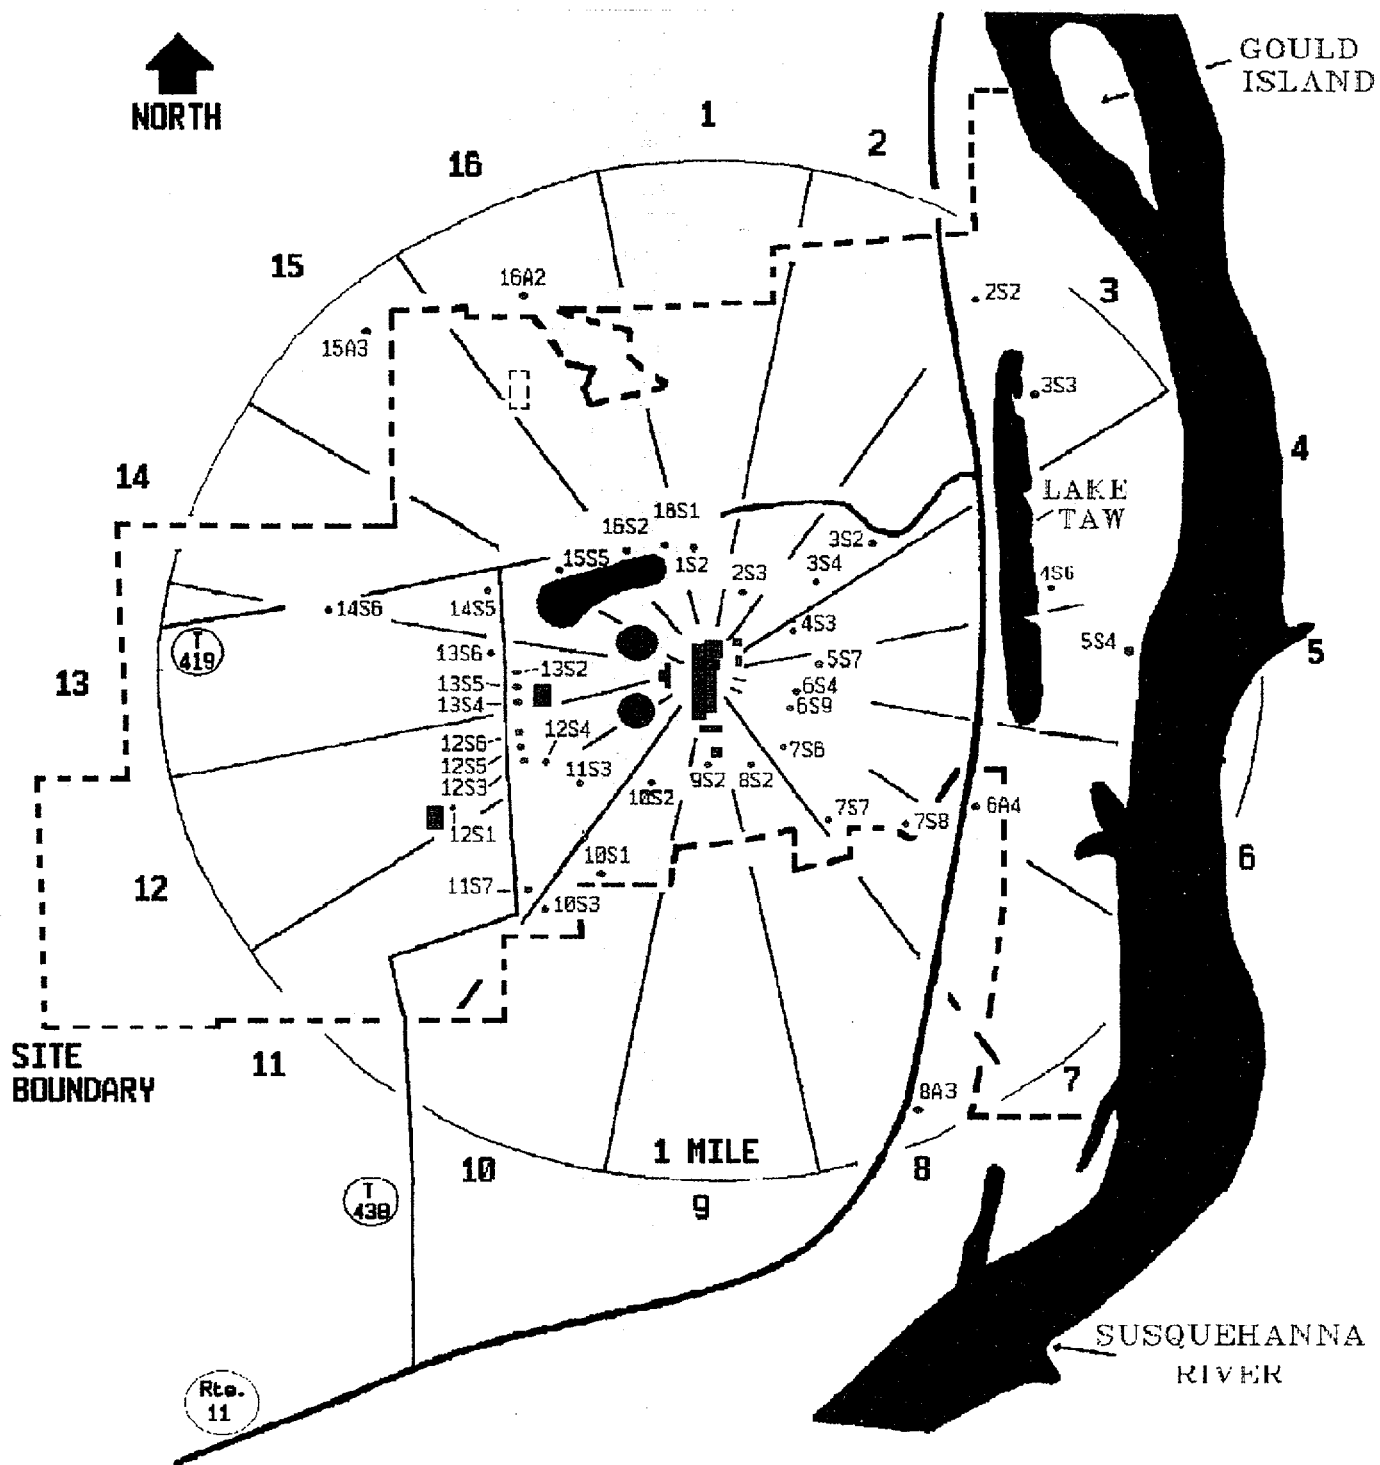 GOULD
ISLAND
NORTH
1
2
16
15
16A2
2S2
3
15A3
3S3
4
14
LAKE
TAW
18S1
16S2
3S2
15S5
1S2
3S4
2S3
4S6
14S6
14S5
4S3
T
419
13S6
13S2
5S7
5S4
5
13
13S5
6S4
13S4
6S9
12S4
12S6
7S6
12S5
11S3
9S2
8S2
12S3
10S2
6A4
7S7
7S8
12S1
6
10S1
12
11S7
10S3
SITE
BOUNDARY
11
7
8A3
1 MILE
10
8
T
438
9
SUSQUEHANNA
RIVER
Rte.
11